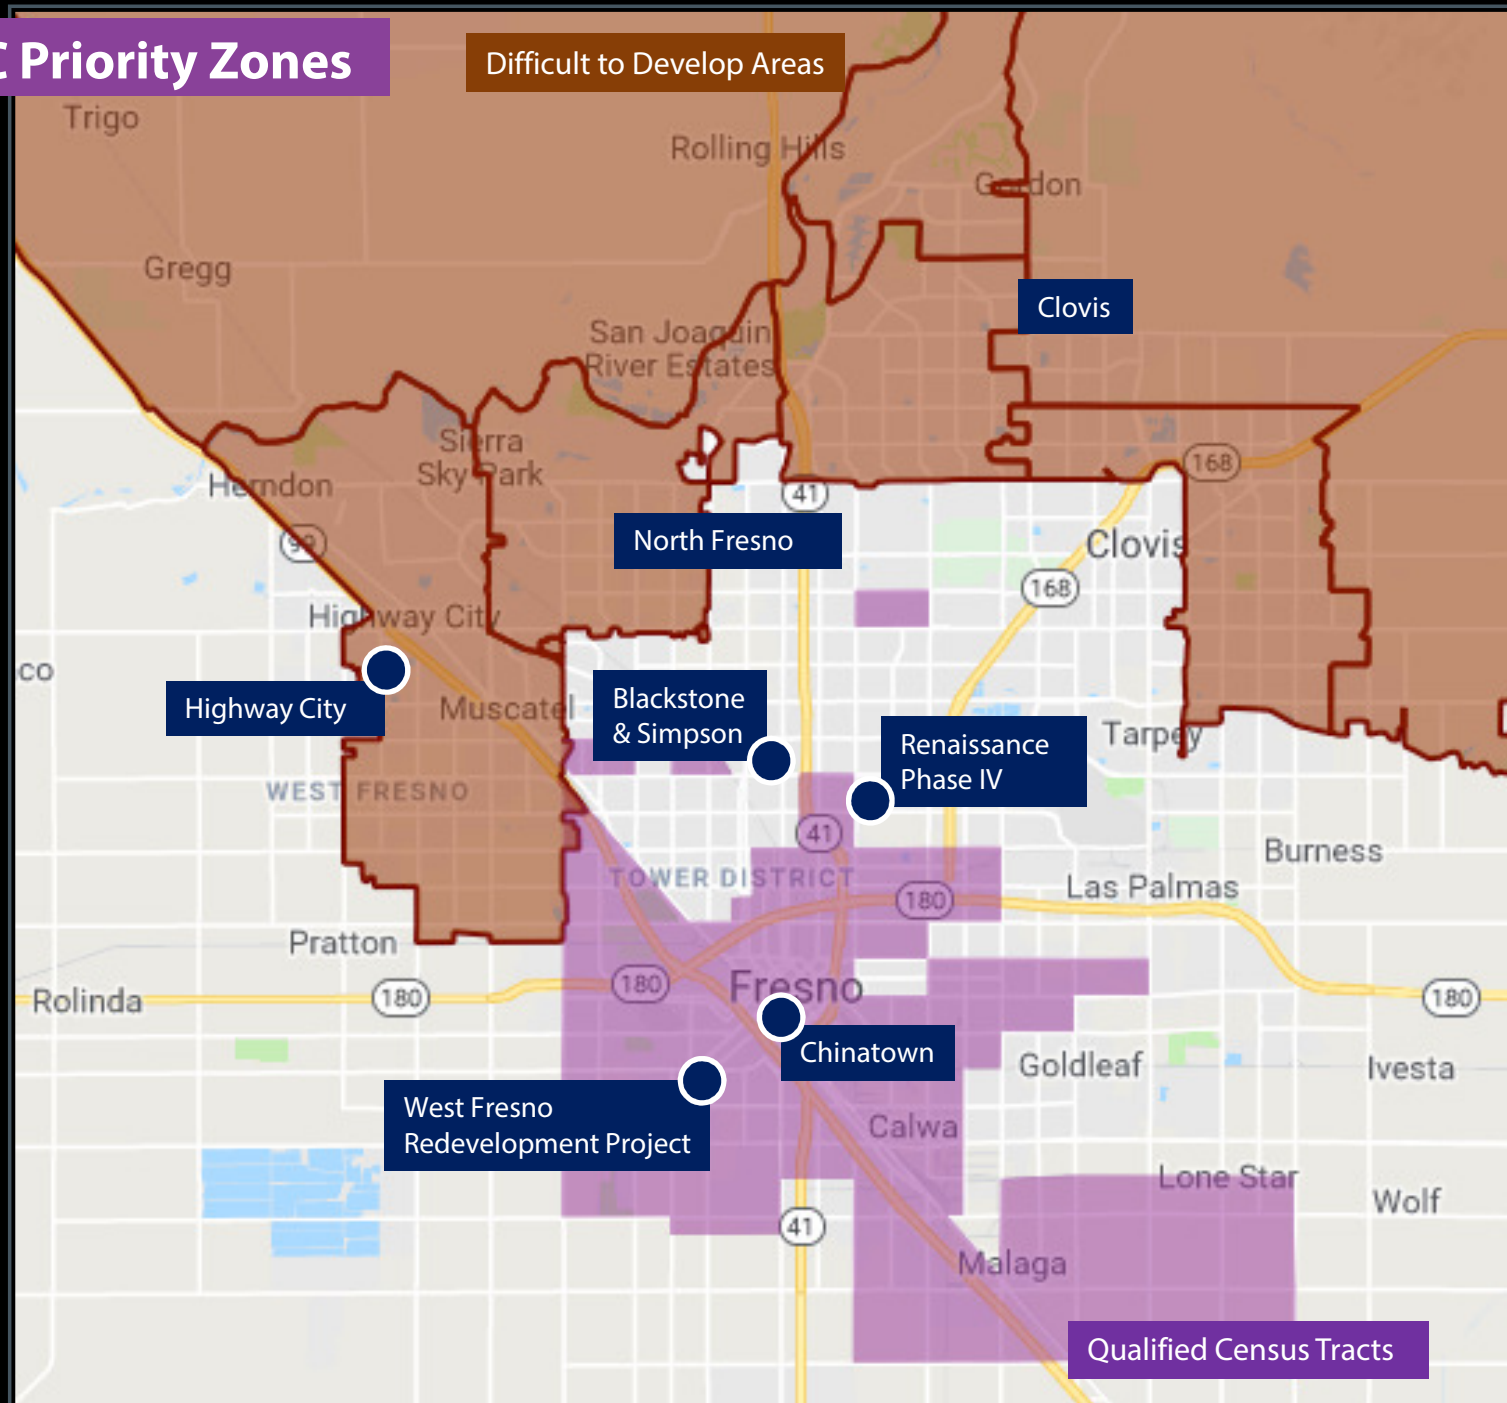 C Priority Zones
Difficult to Develop Areas
Trigo
Rolling Hills
Gordon
Gregg
Clovis
San Joaquin
River Estates
Sierra
Sky Park
168
Herndon
41
99
North Fresno
Clovis
168
Highway City
co
Highway City
Muscatel
Blackstone
& Simpson
Renaissance
Phase IV
Tarpey
WEST FRESNO
41
Burness
TOWER DISTRICT
Las Palmas
180
Pratton
180
Fresno
Rolinda
180
180
Chinatown
Goldleaf
Ivesta
West Fresno
Redevelopment Project
Calwa
Lone Star
Wolf
41
Malaga
Qualified Census Tracts